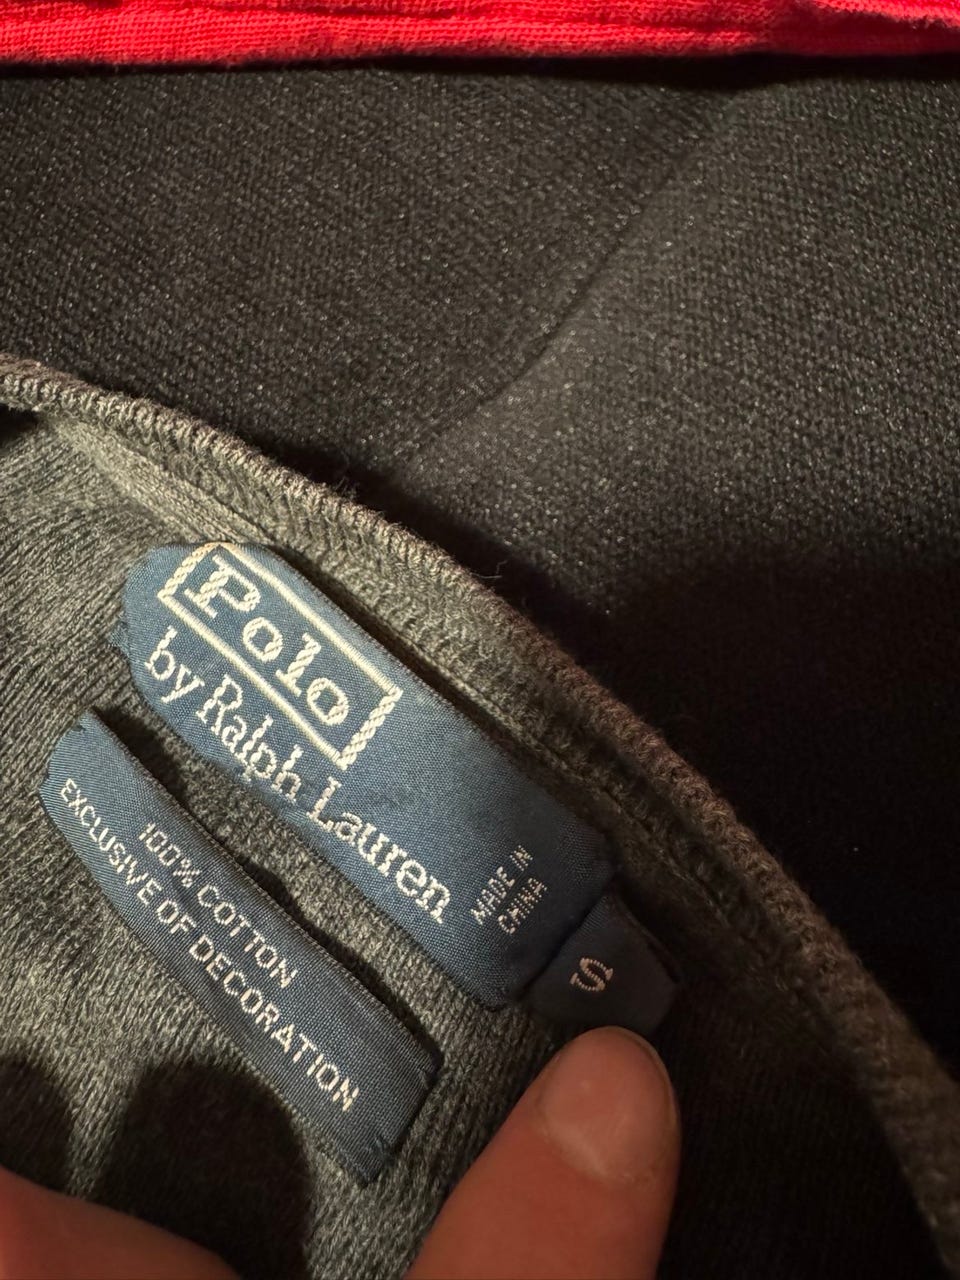 Polo
by Ralph Lauren
MADE IN
CHINA
S
100% COTTON
EXCLUSIVE OF DECORATION